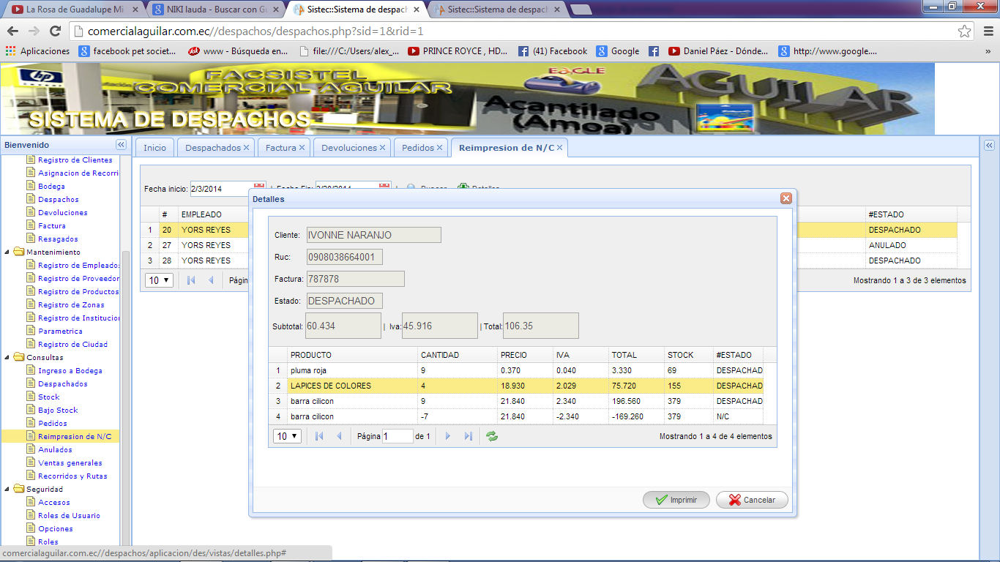 La Rosa de Guadalupe Mi
NIKI lauda - Buscar con G
Sistec::Sistema de despac
Sistec::Sistema de despac
comercialaguilar.com.ec//despachos/despachos.php?sid=1&rid=1
Aplicaciones
facebook pet societ...
www - Búsqueda en...
file:///C:/Users/alex_...
PRINCE ROYCE , HD...
(41) Facebook
Google
Daniel Páez - Dónde...
http://www.google....
»
hp
FACSISTEL
COMERCIAL AGUILAR
SISTEMA DE DESPACHOS
EAGLE
Acantilado
(Amoa)
AGUILAR
Bienvenido
Registro de Clientes
Asignacion de Recorri
Bodega
Despachos
Devoluciones
Factura
Resagados
Mantenimiento
Registro de Empleados
Registro de Proveedor
Registro de Productos
Registro de Zonas
Registro de Institucion
Parametrica
Registro de Ciudad
Consultas
Ingreso a Bodega
Despachados
Stock
Bajo Stock
Pedidos
Reimpresion de N/C
Anulados
Ventas generales
Recorridos y Rutas
Seguridad
Accesos
Roles de Usuario
Opciones
Roles
Inicio
Despachados
Factura
Devoluciones
Pedidos
Reimpresion de N/C
Fecha inicio: 2/3/2014 | Fecha Fin: | Buscar Detalles
# EMPLEADO #ESTADO
1 20 YORS REYES DESPACHADO
2 27 YORS REYES ANULADO
3 28 YORS REYES DESPACHADO
10 Págin Mostrando 1 a 3 de 3 elementos
Detalles
Cliente: IVONNE NARANJO
Ruc: 0908038664001
Factura: 787878
Estado: DESPACHADO
Subtotal: 60.434 | Iva: 45.916 | Total: 106.35
PRODUCTO CANTIDAD PRECIO IVA TOTAL STOCK #ESTADO
1 pluma roja 9 0.370 0.040 3.330 69 DESPACHAD
2 LAPICES DE COLORES 4 18.930 2.029 75.720 155 DESPACHAD
3 barra cilicon 9 21.840 2.340 196.560 379 DESPACHAD
4 barra cilicon -7 21.840 -2.340 -169.260 379 N/C
10 Página 1 de 1 Mostrando 1 a 4 de 4 elementos
Imprimir
Cancelar
comercialaguilar.com.ec//despachos/aplicacion/des/vistas/detalles.php#